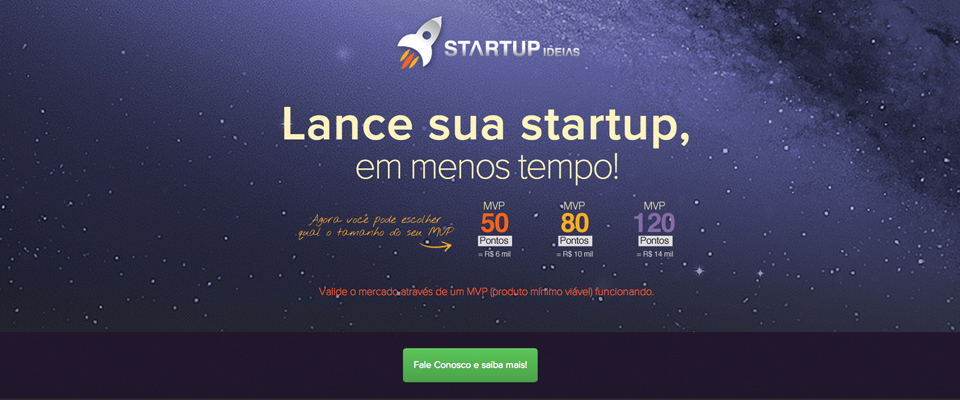 STARTUP IDEIAS
Lance sua startup,
em menos tempo!
Agora você pode escolher
qual o tamanho do seu MVP
MVP
50
Pontos
= R$ 6 mil
MVP
80
Pontos
= R$ 10 mil
MVP
120
Pontos
= R$ 14 mil
Valide o mercado através de um MVP (produto mínimo viável) funcionando.
Fale Conosco e saiba mais!